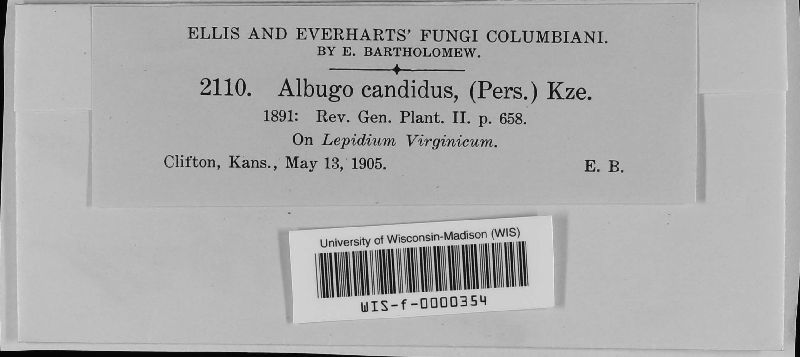 ELLIS AND EVERHARTS' FUNGI COLUMBIANI.
BY E. BARTHOLOMEW.
2110. Albugo candidus, (Pers.) Kze.
1891: Rev. Gen. Plant. II. p. 658.
On Lepidium Virginicum.
Clifton, Kans., May 13, 1905. E. B.
University of Wisconsin-Madison (WIS)
WIS-f-0000354